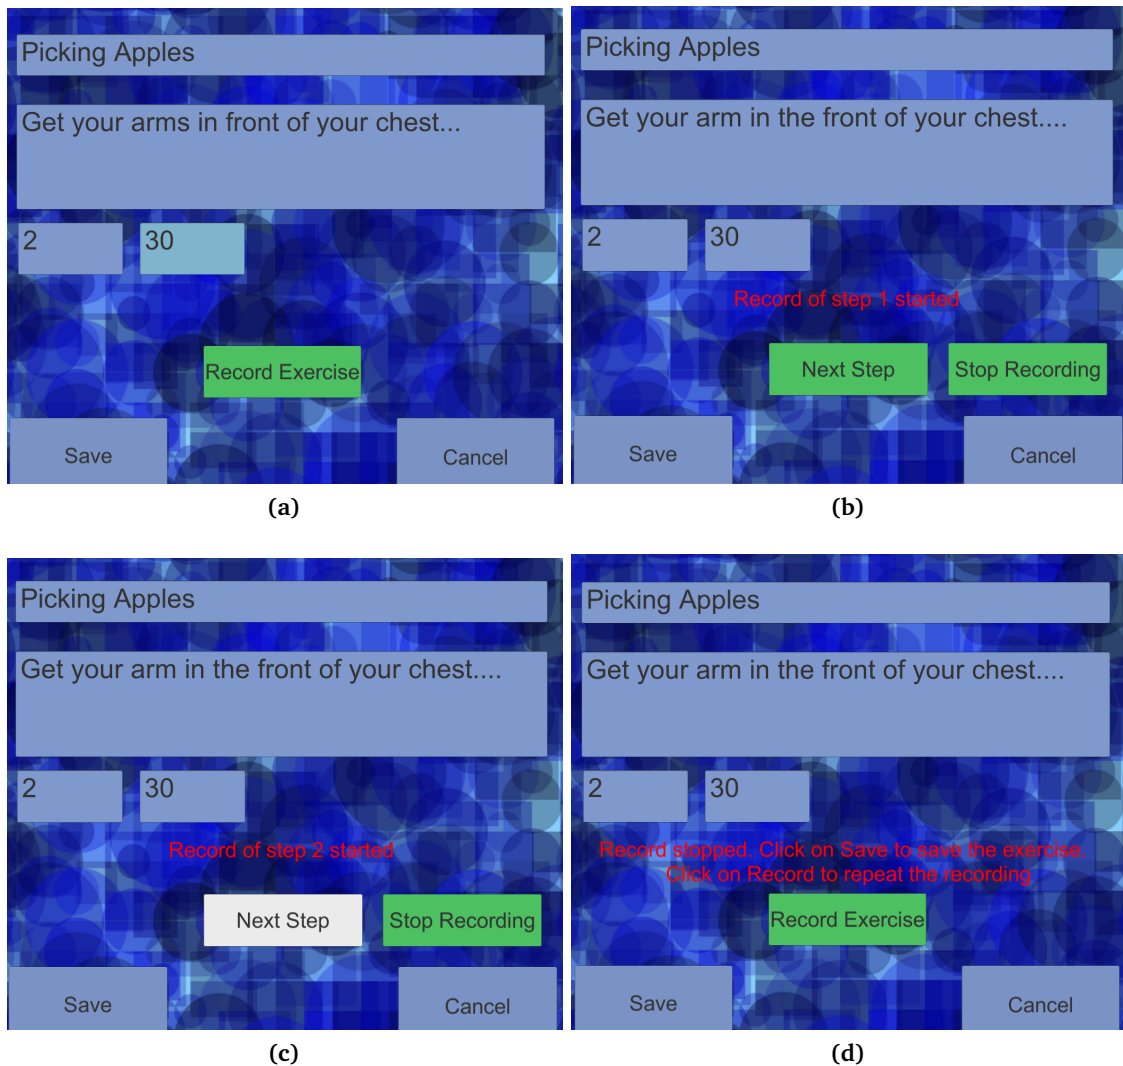 Picking Apples
Get your arms in front of your chest...
2 30
Record Exercise
Save Cancel
(a)
Picking Apples
Get your arm in the front of your chest....
2 30
Record of step 1 started
Next Step Stop Recording
Save Cancel
(b)
Picking Apples
Get your arm in the front of your chest....
2 30
Record of step 2 started
Next Step Stop Recording
Save Cancel
(c)
Picking Apples
Get your arm in the front of your chest....
2 30
Record stopped. Click on Save to save the exercise.
Click on Record to repeat the recording
Record Exercise
Save Cancel
(d)